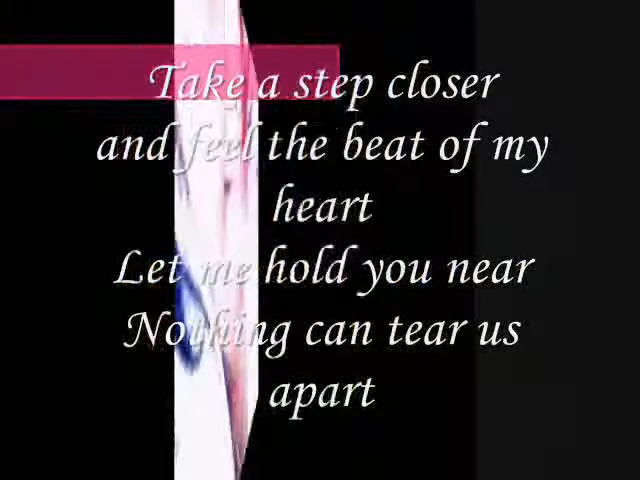 Take a step closer
and feel the beat of my
heart
Let me hold you near
Nothing can tear us
apart